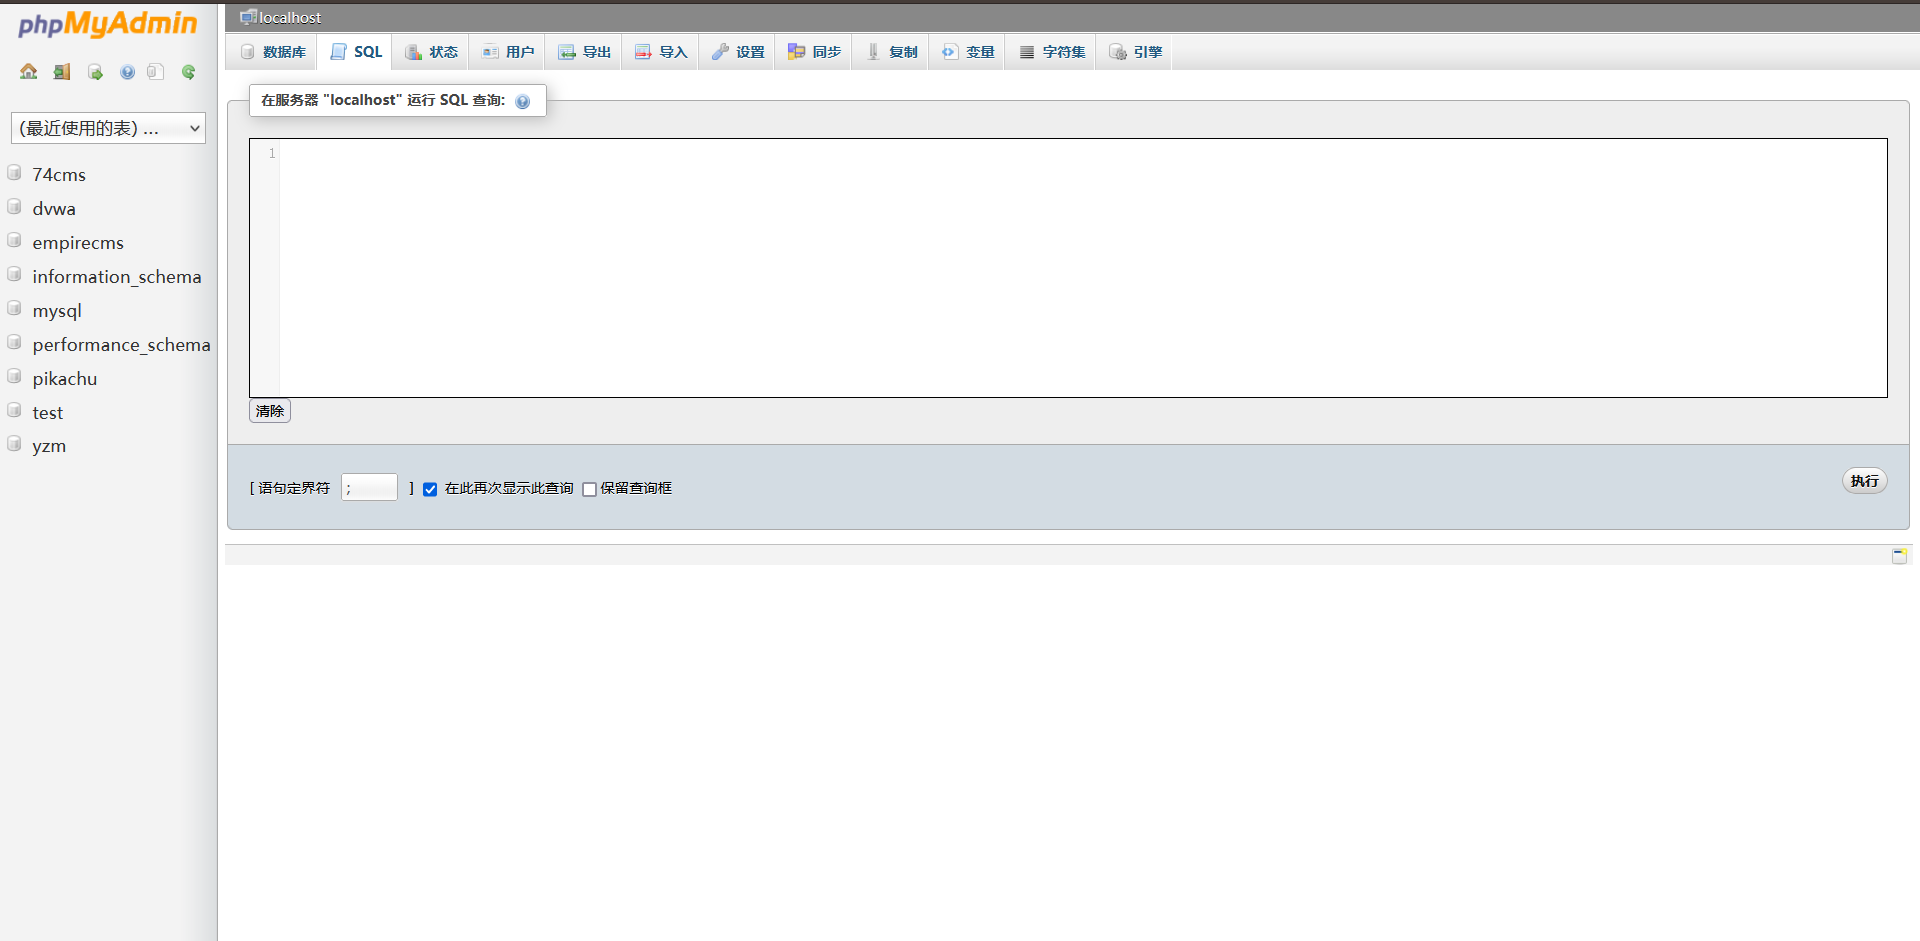 phpMyAdmin
(最近使用的表) ...
74cms
dvwa
empirecms
information_schema
mysql
performance_schema
pikachu
test
yzm
localhost
数据库 SQL 状态 用户 导出 导入 设置 同步 复制 变量 字符集 引擎
在服务器 "localhost" 运行 SQL 查询:
1
清除
[ 语句定界符 ; ] 在此再次显示此查询 保留查询框
执行